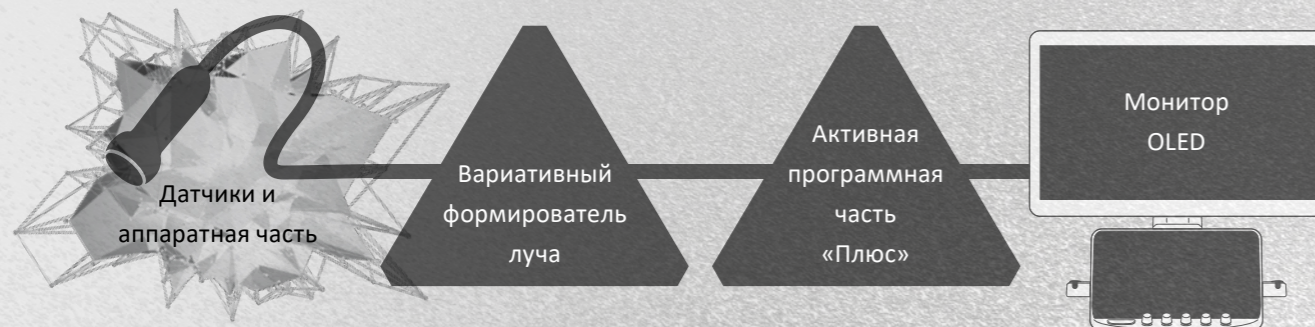 Датчики и
аппаратная часть
Вариативный
формирователь
луча
Активная
программная
часть
«Плюс»
Монитор
OLED